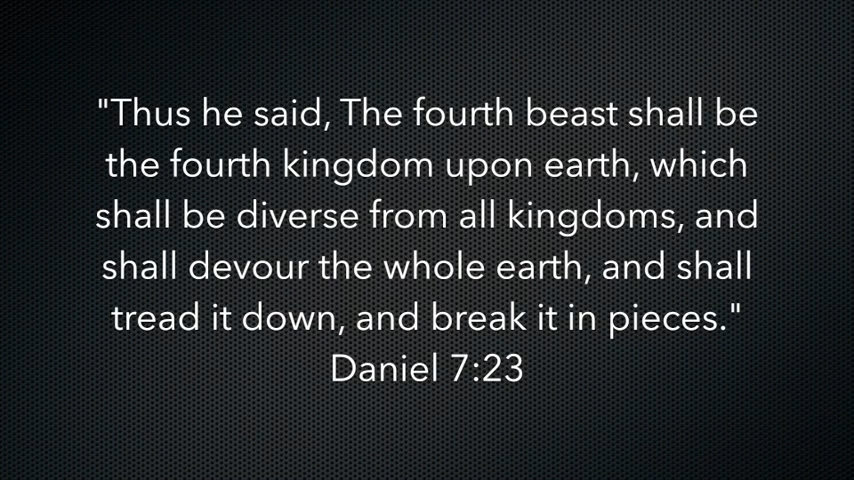 "Thus he said, The fourth beast shall be
the fourth kingdom upon earth, which
shall be diverse from all kingdoms, and
shall devour the whole earth, and shall
tread it down, and break it in pieces."
Daniel 7:23